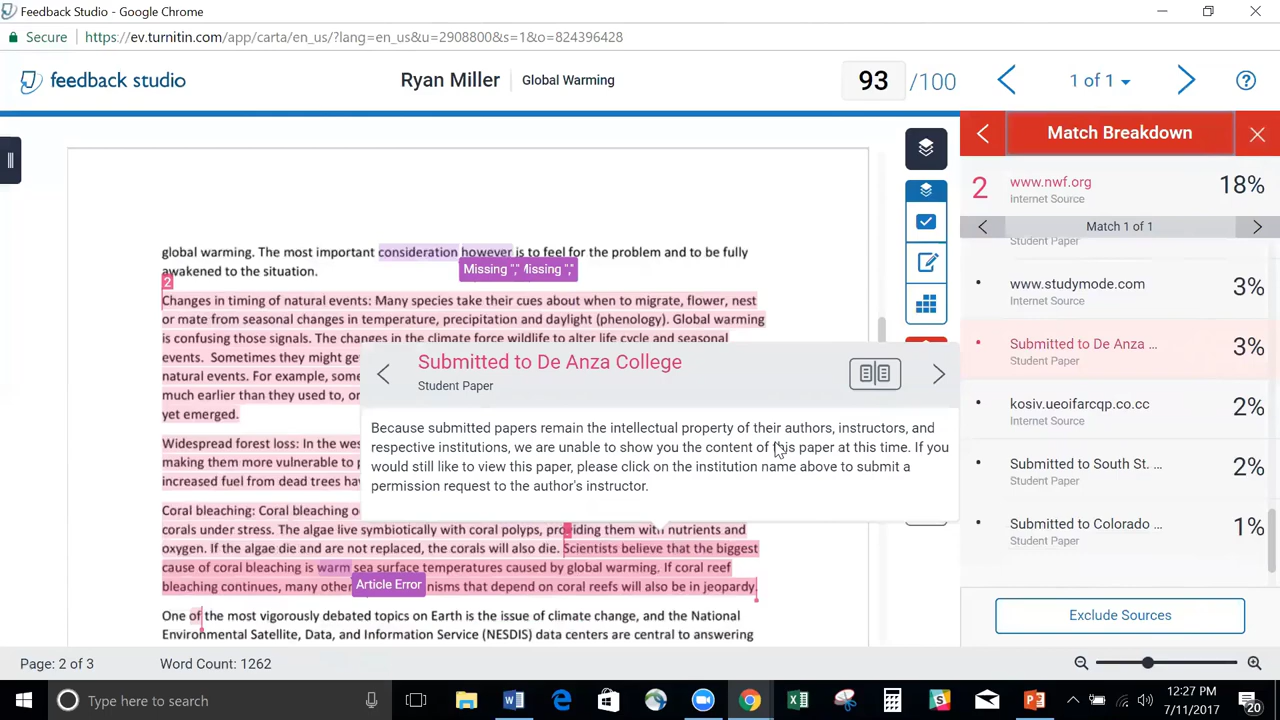 Feedback Studio - Google Chrome
Secure
https://ev.turnitin.com/app/carta/en_us/?lang=en_us&u=2908800&s=1&o=824396428
feedback studio
Ryan Miller
Global Warming
93 /100
1 of 1
?
Match Breakdown
2 www.nwf.org 18%
Internet Source
Match 1 of 1
Student Paper
www.studymode.com 3%
Internet Source
Submitted to De Anza ... 3%
Student Paper
kosiv.ueoifarcqp.co.cc 2%
Internet Source
Submitted to South St. ... 2%
Student Paper
Submitted to Colorado ... 1%
Student Paper
Exclude Sources
global warming. The most important consideration however is to feel for the problem and to be fully
awakened to the situation.
Missing "," Missing ","
2
Changes in timing of natural events: Many species take their cues about when to migrate, flower, nest
or mate from seasonal changes in temperature, precipitation and daylight (phenology). Global warming
is confusing those signals. The changes in the climate force wildlife to alter life cycle and seasonal
events. Sometimes they might ge
natural events. For example, some
much earlier than they used to, or
yet emerged.
Widespread forest loss: In the wes
making them more vulnerable to p
increased fuel from dead trees hav
Submitted to De Anza College
Student Paper
Because submitted papers remain the intellectual property of their authors, instructors, and
respective institutions, we are unable to show you the content of this paper at this time. If you
would still like to view this paper, please click on the institution name above to submit a
permission request to the author's instructor.
Coral bleaching: Coral bleaching o
corals under stress. The algae live symbiotically with coral polyps, providing them with nutrients and
oxygen. If the algae die and are not replaced, the corals will also die. Scientists believe that the biggest
cause of coral bleaching is warm sea surface temperatures caused by global warming. If coral reef
bleaching continues, many other nisms that depend on coral reefs will also be in jeopardy.
Article Error
One of the most vigorously debated topics on Earth is the issue of climate change, and the National
Environmental Satellite, Data, and Information Service (NESDIS) data centers are central to answering
Page: 2 of 3
Word Count: 1262
Type here to search
12:27 PM
7/11/2017
20